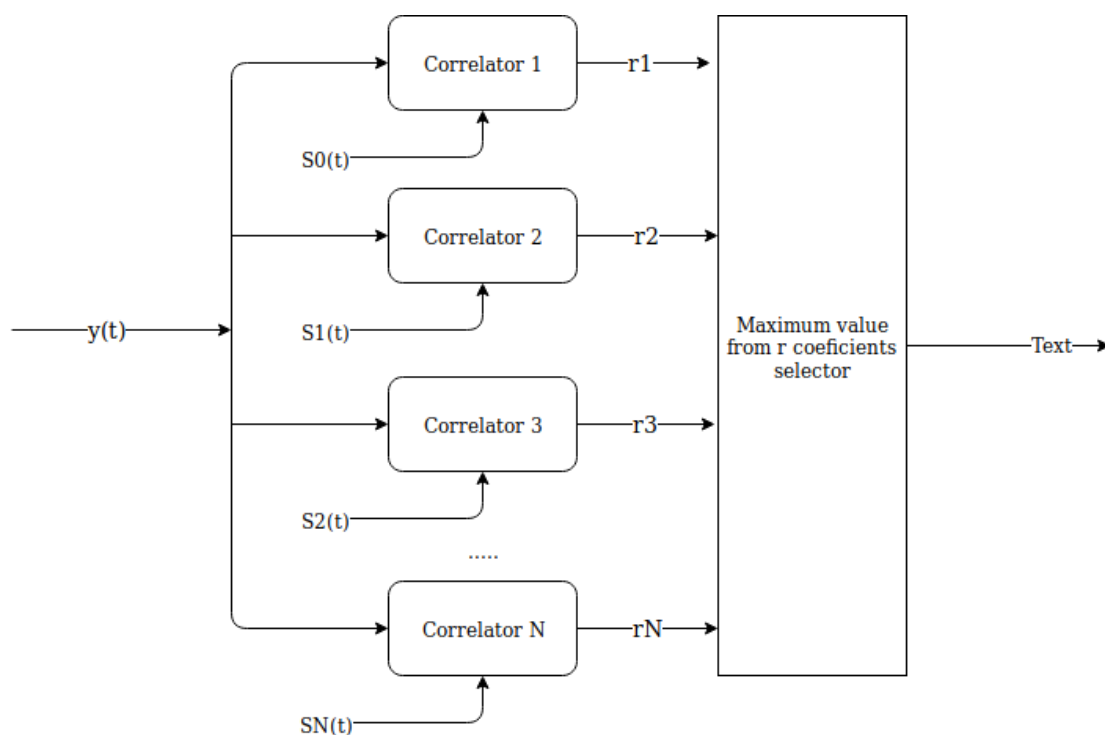 Correlator 1
r1
S0(t)
Correlator 2
r2
S1(t)
y(t)
Maximum value
from r coeficients
selector
Text
Correlator 3
r3
S2(t)
.....
Correlator N
rN
SN(t)